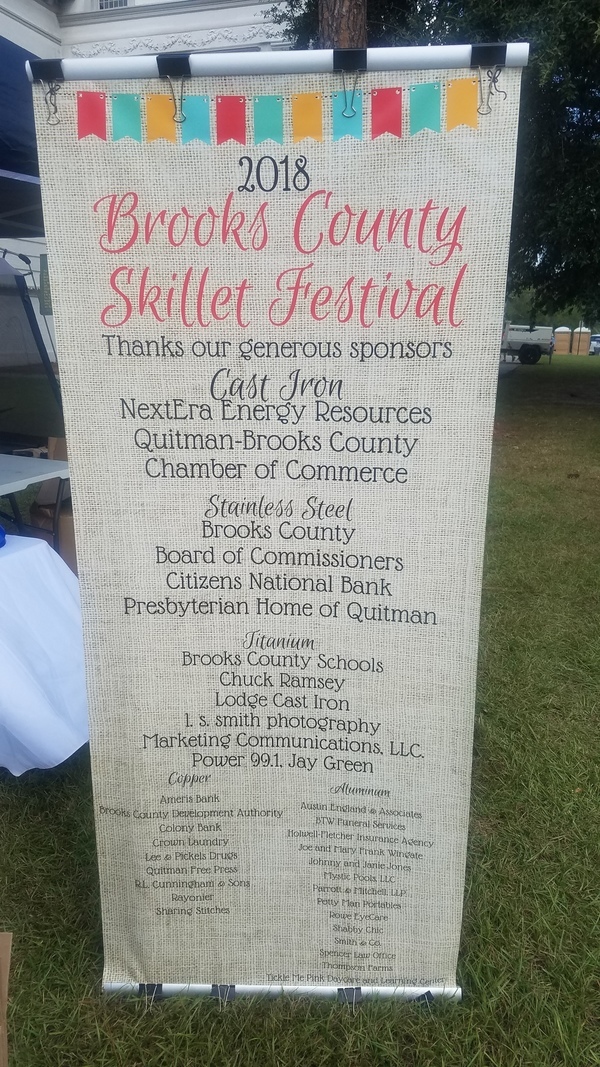 2018
Brooks County
Skillet Festival
Thanks our generous sponsors
Cast Iron
NextEra Energy Resources
Quitman-Brooks County
Chamber of Commerce
Stainless Steel
Brooks County
Board of Commissioners
Citizens National Bank
Presbyterian Home of Quitman
Titanium
Brooks County Schools
Chuck Ramsey
Lodge Cast Iron
l. s. smith photography
Marketing Communications, LLC.
Power 99.1, Jay Green
Copper
Ameris Bank
Brooks County Development Authority
Colony Bank
Crown Laundry
Lee & Pickels Drugs
Quitman Free Press
R.L. Cunningham & Sons
Rayonier
Sharing Stitches
Aluminum
Austin England & Associates
BTW Funeral Services
Holwell-Fletcher Insurance Agency
Joe and Mary Frank Wingate
Johnny and Janie Jones
Mystic Pools, LLC
Parrott & Mitchell, LLP
Petty Man Portables
Rowe EyeCare
Shabby Chic
Smith & Co.
Spencer Law Office
Thompson Farms
Tickle Me Pink Daycare and Learning Center